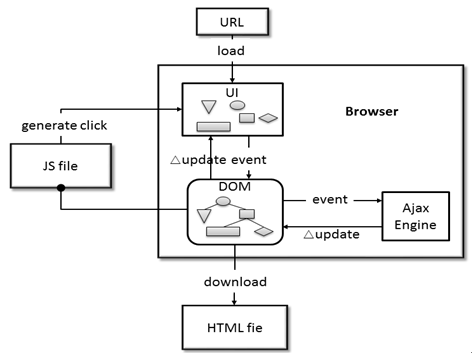 URL
load
UI
Browser
generate click
JS file
△update event
DOM
event
Ajax
Engine
△update
download
HTML fie